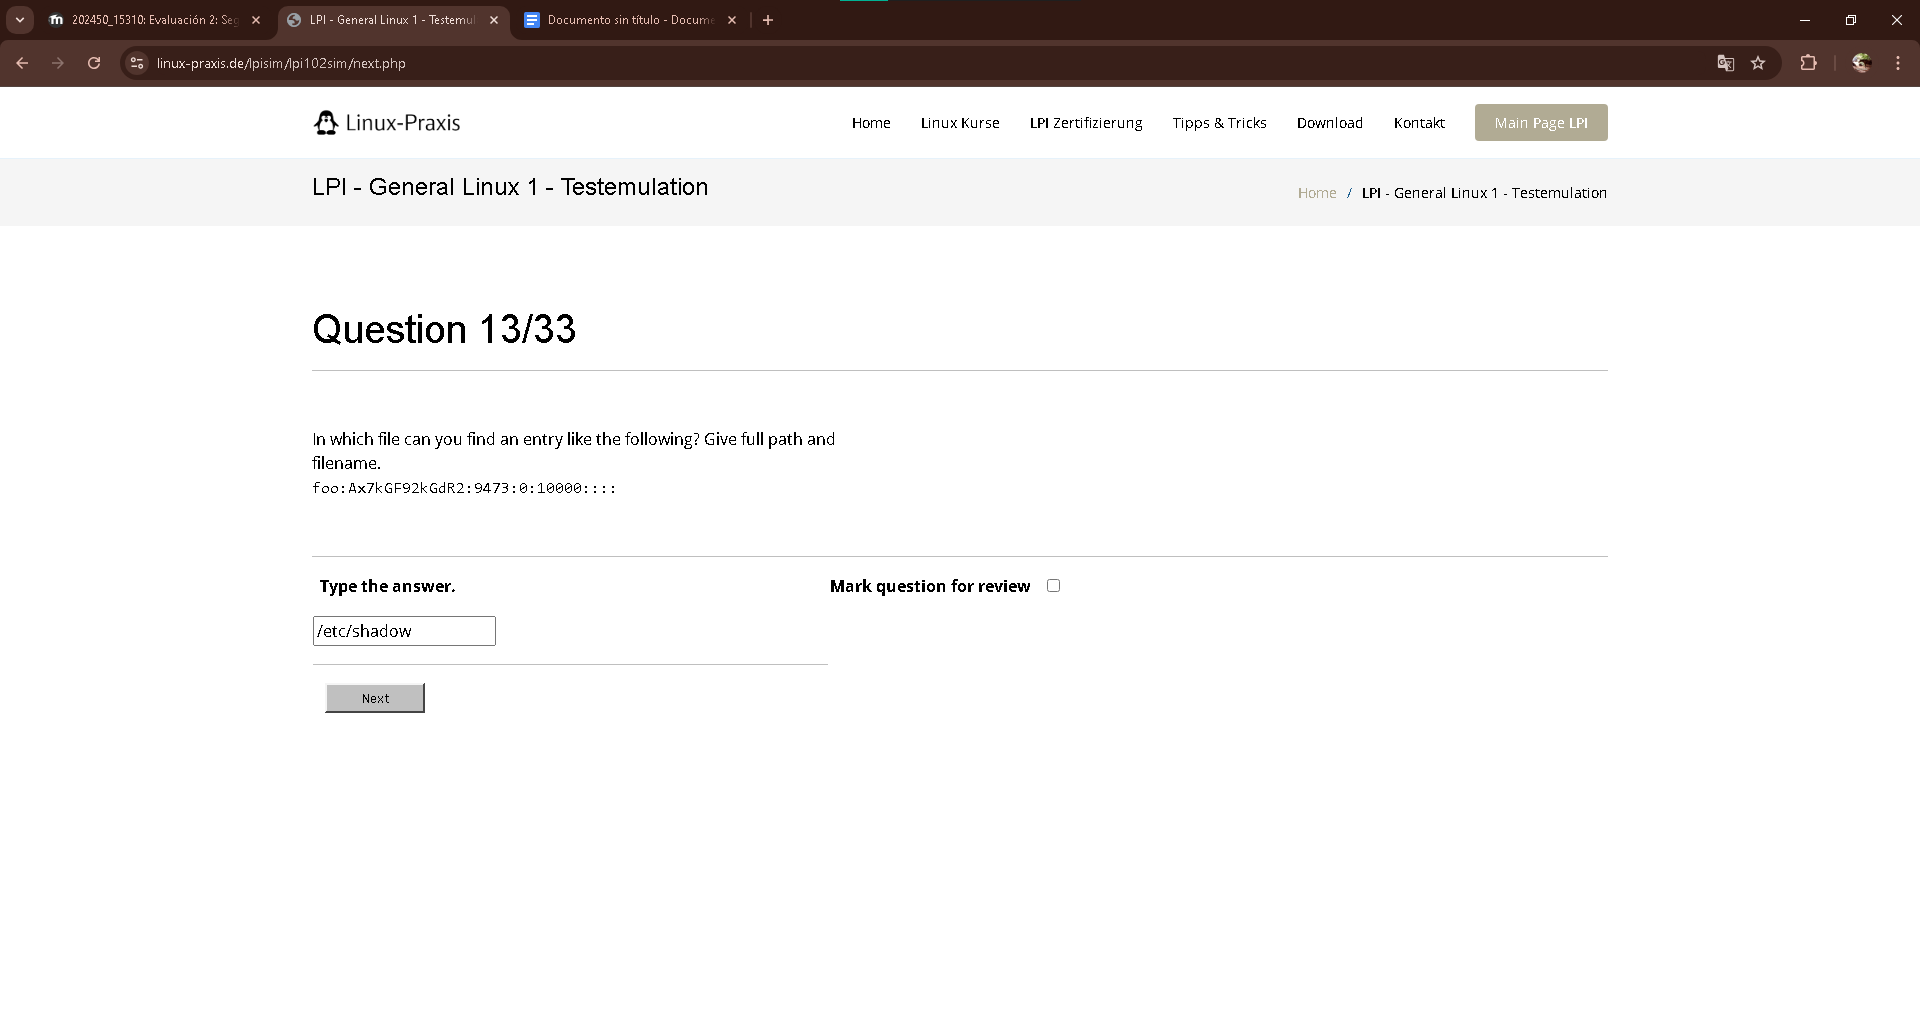 202450_15310: Evaluación 2: Seg
LPI - General Linux 1 - Testemul
Documento sin título - Docume
linux-praxis.de/lpisim/lpi102sim/next.php
Linux-Praxis
Home
Linux Kurse
LPI Zertifizierung
Tipps & Tricks
Download
Kontakt
Main Page LPI
LPI - General Linux 1 - Testemulation
Home / LPI - General Linux 1 - Testemulation
Question 13/33
In which file can you find an entry like the following? Give full path and
filename.
foo:Ax7kGF92kGdR2:9473:0:10000::::
Type the answer.
Mark question for review
/etc/shadow
Next